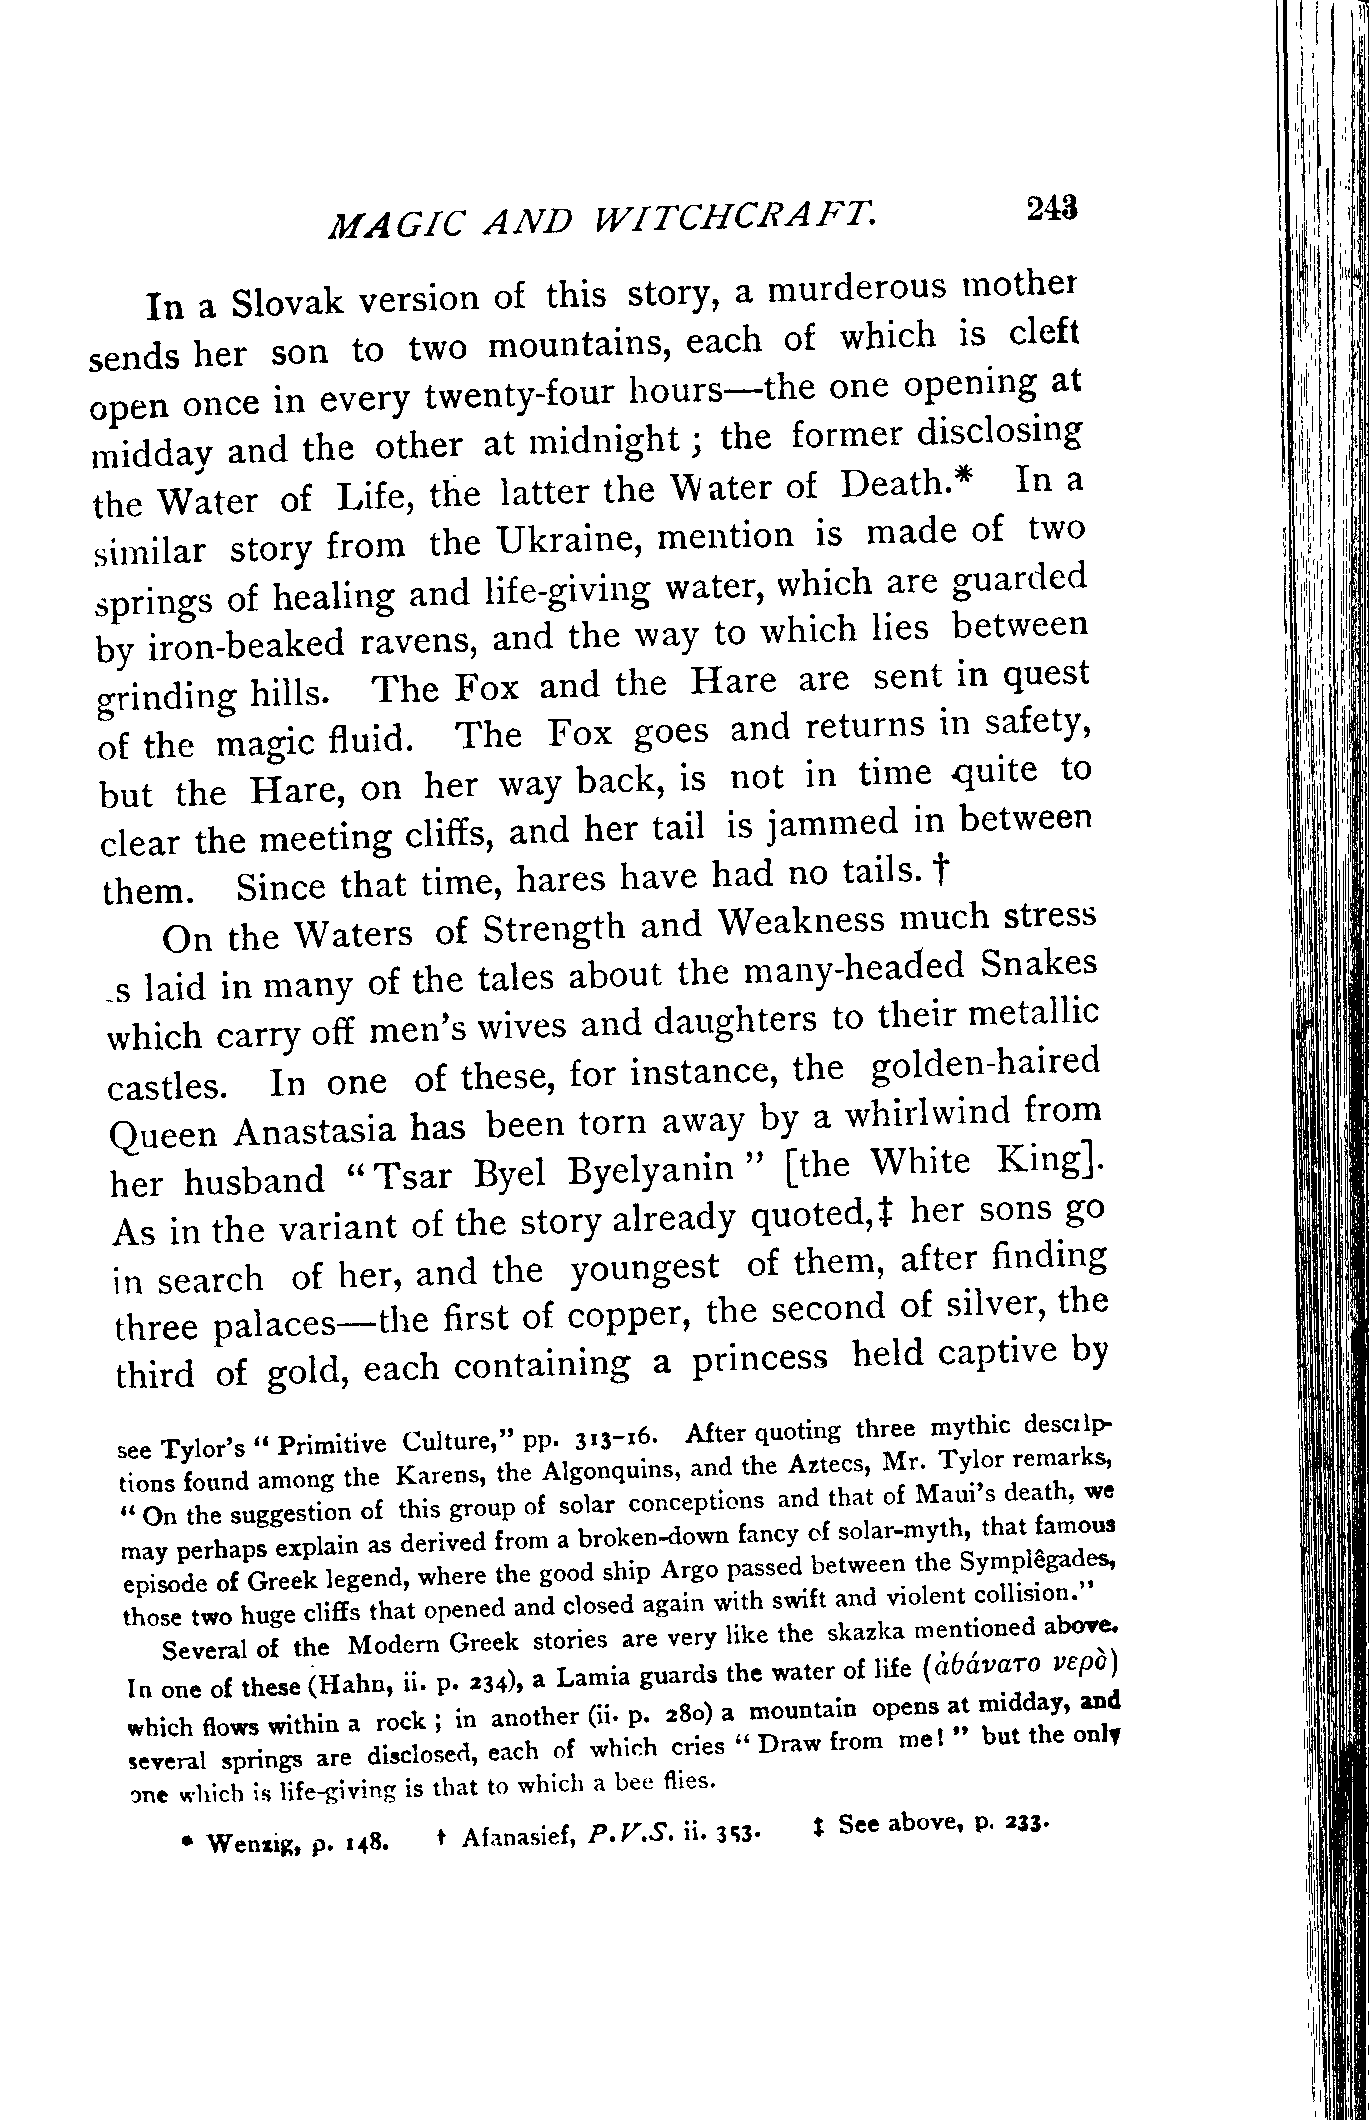 MAGIC AND WITCHCRAFT. 243
In a Slovak version of this story, a murderous mother
sends her son to two mountains, each of which is cleft
open once in every twenty-four hours—the one opening at
midday and the other at midnight ; the former disclosing
the Water of Life, the latter the Water of Death.* In a
similar story from the Ukraine, mention is made of two
springs of healing and life-giving water, which are guarded
by iron-beaked ravens, and the way to which lies between
grinding hills. The Fox and the Hare are sent in quest
of the magic fluid. The Fox goes and returns in safety,
but the Hare, on her way back, is not in time quite to
clear the meeting cliffs, and her tail is jammed in between
them. Since that time, hares have had no tails. †
On the Waters of Strength and Weakness much stress
.s laid in many of the tales about the many-headed Snakes
which carry off men's wives and daughters to their metallic
castles. In one of these, for instance, the golden-haired
Queen Anastasia has been torn away by a whirlwind from
her husband “Tsar Byel Byelyanin” [the White King].
As in the variant of the story already quoted,‡ her sons go
in search of her, and the youngest of them, after finding
three palaces—the first of copper, the second of silver, the
third of gold, each containing a princess held captive by
see Tylor's “Primitive Culture,” pp. 313-16. After quoting three mythic descrip-
tions found among the Karens, the Algonquins, and the Aztecs, Mr. Tylor remarks,
“On the suggestion of this group of solar conceptions and that of Maui's death, we
may perhaps explain as derived from a broken-down fancy of solar-myth, that famous
episode of Greek legend, where the good ship Argo passed between the Symplêgades,
those two huge cliffs that opened and closed again with swift and violent collision.”
Several of the Modern Greek stories are very like the skazka mentioned above.
In one of these (Hahn, ii. p. 234), a Lamia guards the water of life (ἀϐάνατο νερὸ)
which flows within a rock ; in another (ii. p. 280) a mountain opens at midday, and
several springs are disclosed, each of which cries “Draw from me!” but the only
one which is life-giving is that to which a bee flies.
* Wenzig, p. 148. † Afanasief, P.V.S. ii. 353. ‡ See above, p. 233.